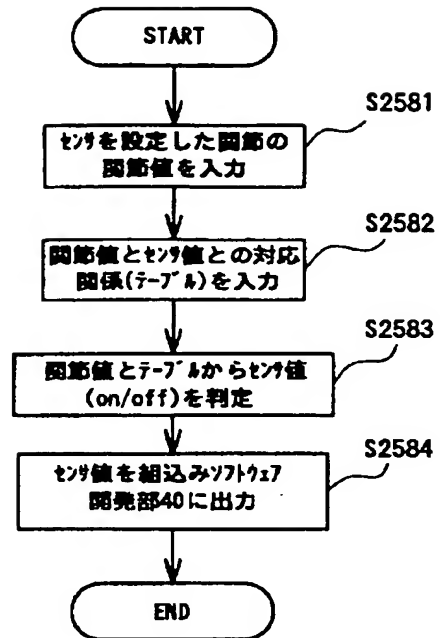 START
S2581
ｾﾝｻを設定した関節の
関節値を入力
S2582
関節値とｾﾝｻ値との対応
関係(ﾃｰﾌﾞﾙ)を入力
S2583
関節値とﾃｰﾌﾞﾙからｾﾝｻ値
(on/off)を判定
S2584
ｾﾝｻ値を組込みｿﾌﾄｳｪｱ
開発部40に出力
END